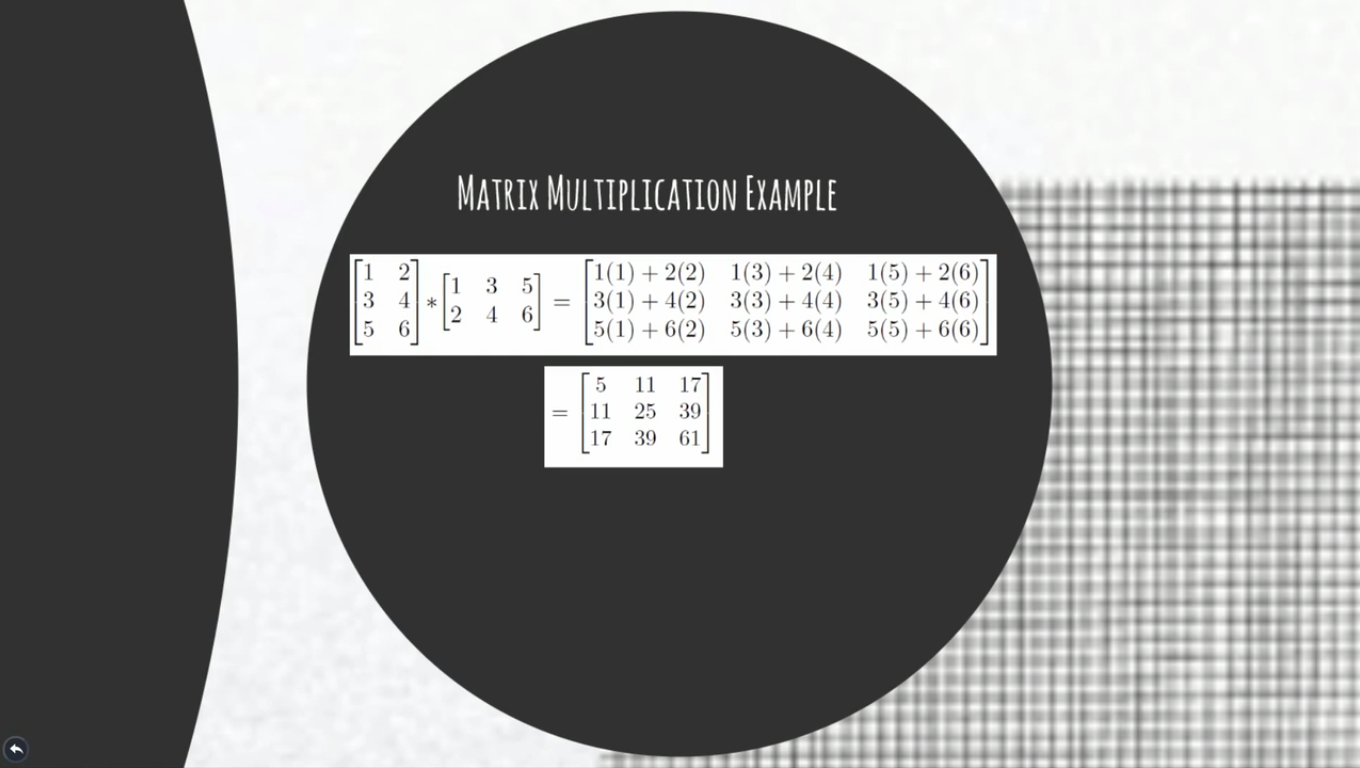 MATRIX MULTIPLICATION EXAMPLE
[1 2; 3 4; 5 6] * [1 3 5; 2 4 6] = [1(1) + 2(2) 1(3) + 2(4) 1(5) + 2(6); 3(1) + 4(2) 3(3) + 4(4) 3(5) + 4(6); 5(1) + 6(2) 5(3) + 6(4) 5(5) + 6(6)]
= [5 11 17; 11 25 39; 17 39 61]